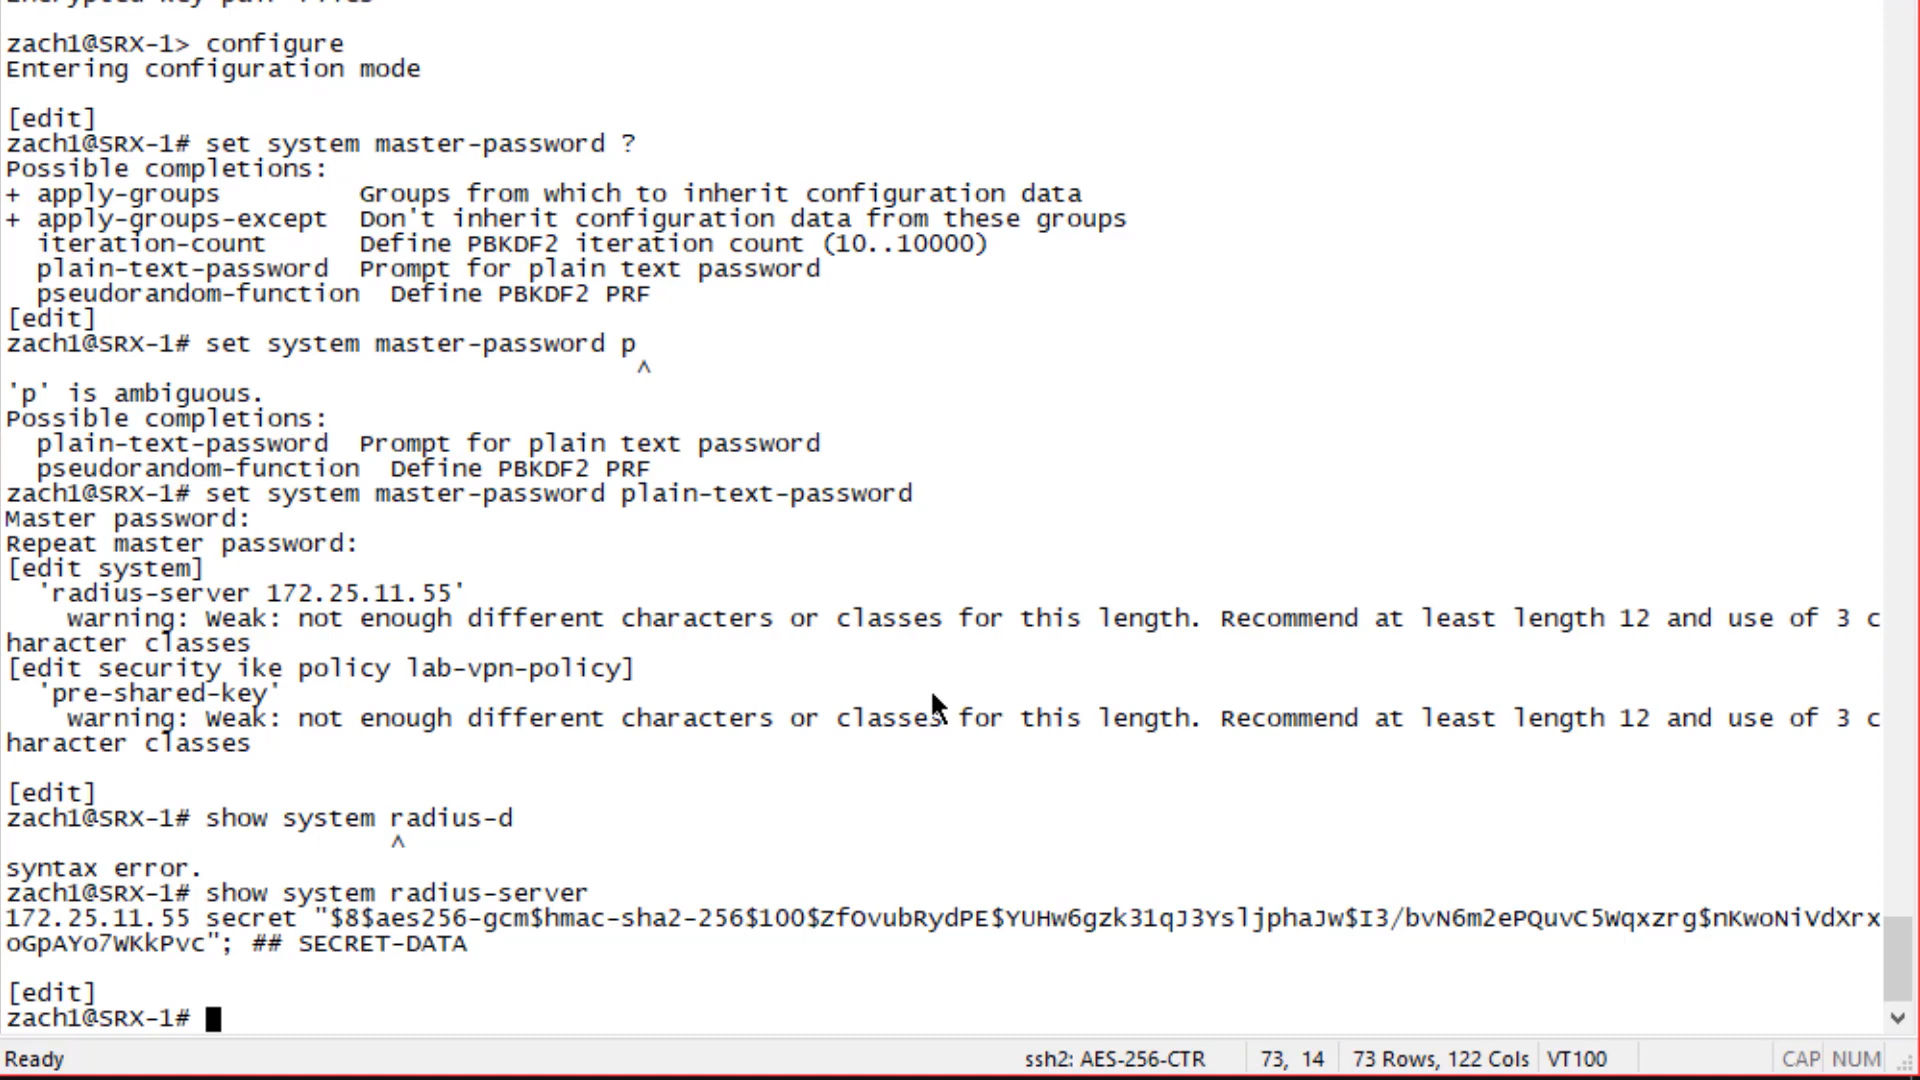 zach1@SRX-1> configure
Entering configuration mode
[edit]
zach1@SRX-1# set system master-password ?
Possible completions:
+ apply-groups         Groups from which to inherit configuration data
+ apply-groups-except  Don't inherit configuration data from these groups
  iteration-count      Define PBKDF2 iteration count (10..10000)
  plain-text-password  Prompt for plain text password
  pseudorandom-function  Define PBKDF2 PRF
[edit]
zach1@SRX-1# set system master-password p
                                         ^
'p' is ambiguous.
Possible completions:
  plain-text-password  Prompt for plain text password
  pseudorandom-function  Define PBKDF2 PRF
zach1@SRX-1# set system master-password plain-text-password
Master password:
Repeat master password:
[edit system]
  'radius-server 172.25.11.55'
    warning: Weak: not enough different characters or classes for this length. Recommend at least length 12 and use of 3 c
haracter classes
[edit security ike policy lab-vpn-policy]
  'pre-shared-key'
    warning: Weak: not enough different characters or classes for this length. Recommend at least length 12 and use of 3 c
haracter classes
[edit]
zach1@SRX-1# show system radius-d
                         ^
syntax error.
zach1@SRX-1# show system radius-server
172.25.11.55 secret "$8$aes256-gcm$hmac-sha2-256$100$ZfOvubRydPE$YUHw6gzk31qJ3YsljphaJw$I3/bvN6m2ePQuvC5Wqxzrg$nKwoNiVdXrx
oGpAYo7WKkPvc"; ## SECRET-DATA
[edit]
zach1@SRX-1#
Ready ssh2: AES-256-CTR 73, 14 73 Rows, 122 Cols VT100 CAP NUM